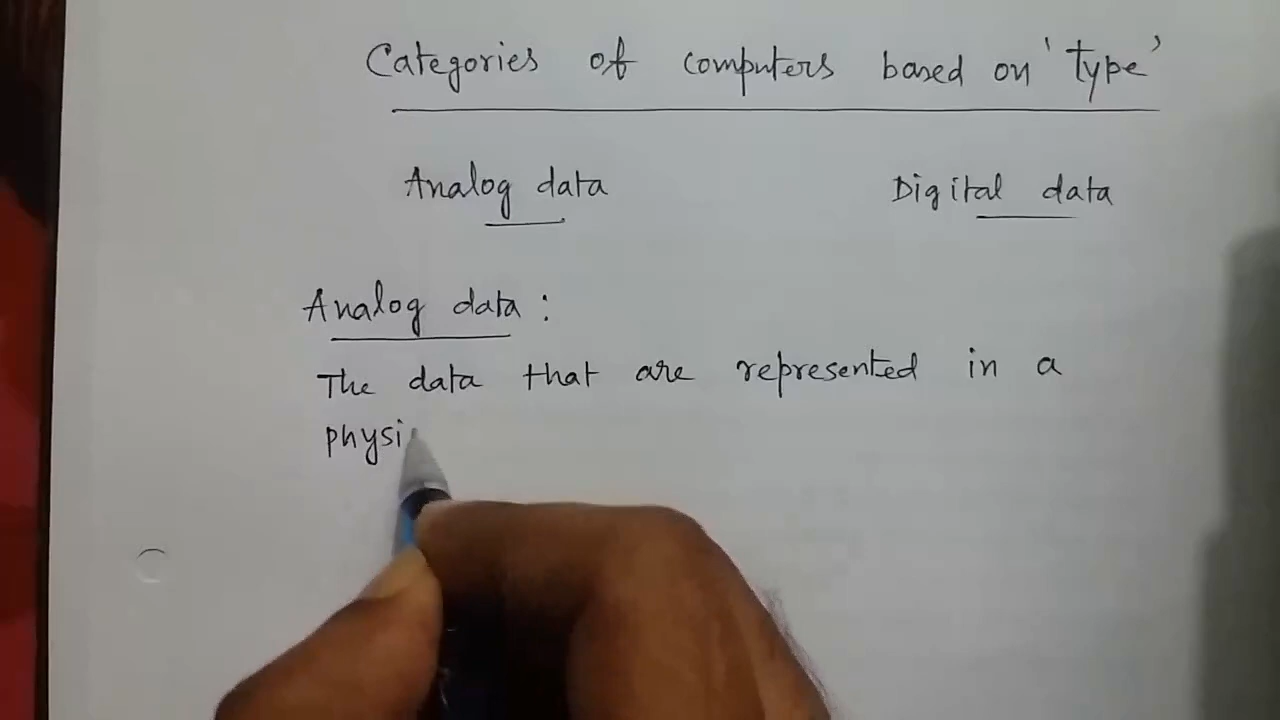 Categories of computers based on 'type'
Analog data Digital data
Analog data :
The data that are represented in a
physi